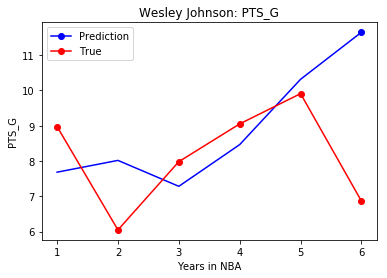 Wesley Johnson: PTS_G
Prediction
True
11
10
9
8
7
6
PTS_G
1 2 3 4 5 6
Years in NBA